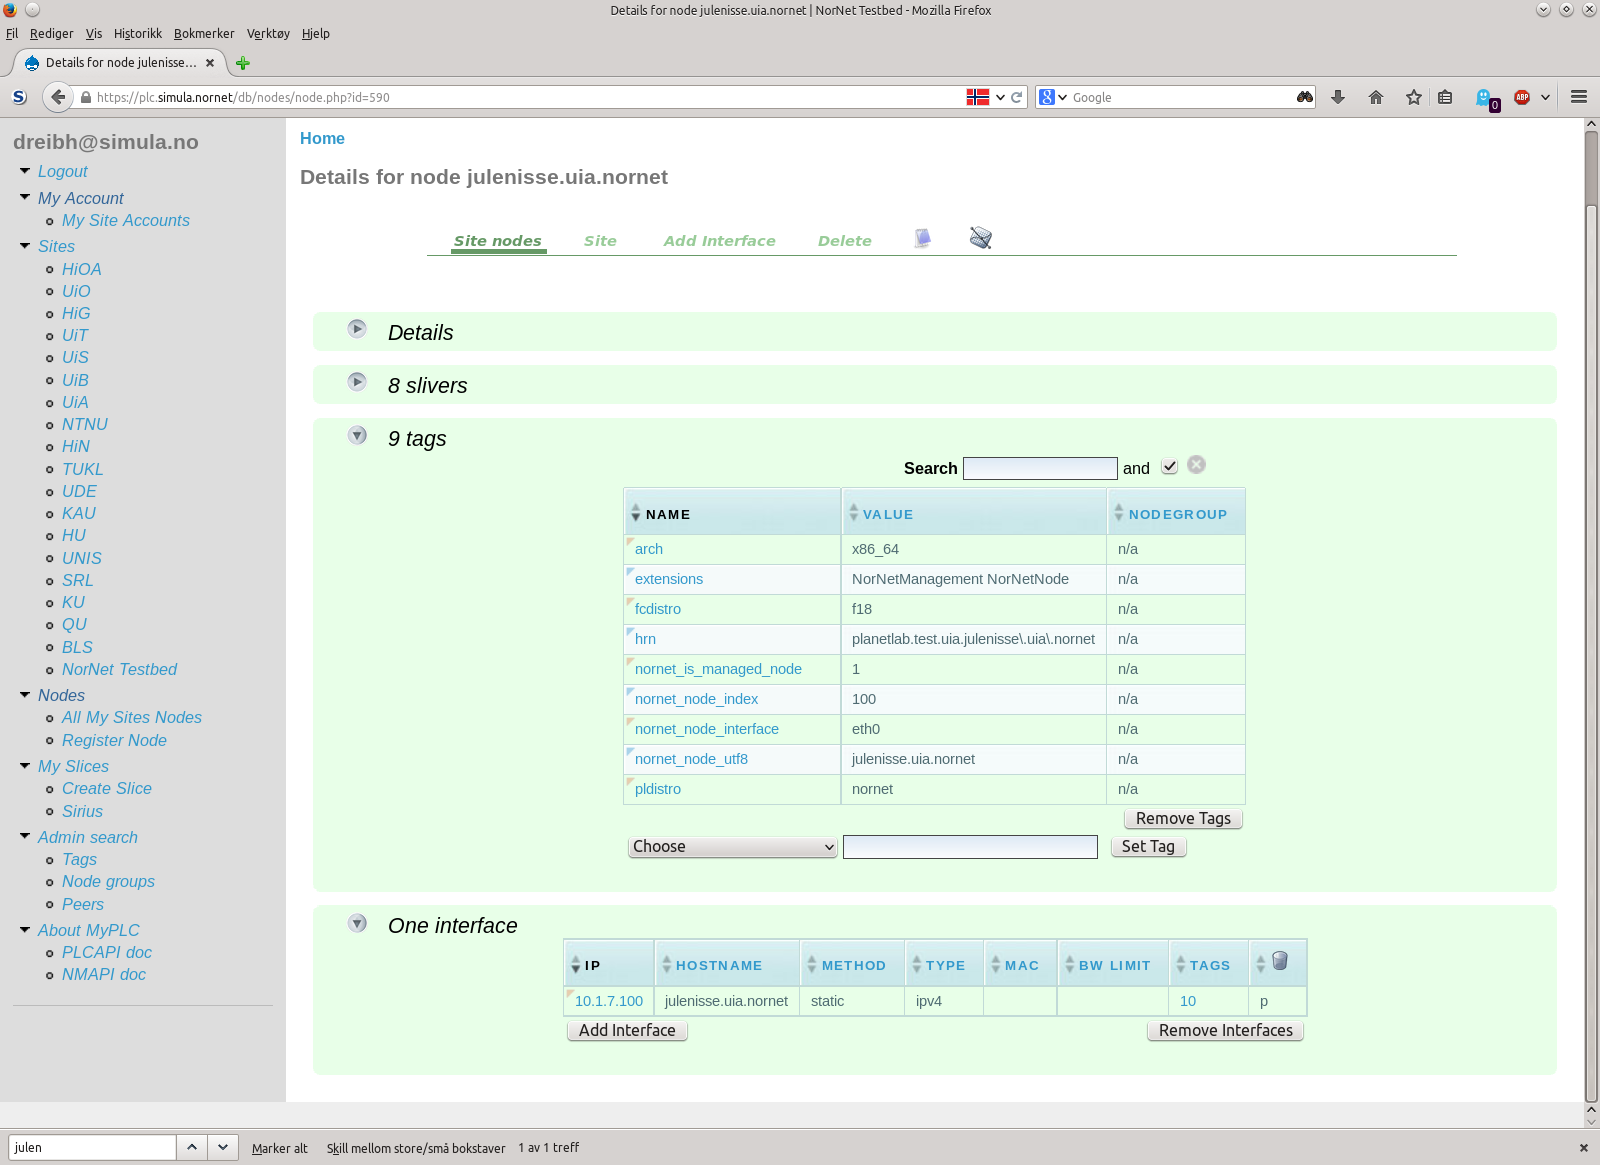 Details for node julenisse.uia.nornet | NorNet Testbed - Mozilla Firefox
Fil Rediger Vis Historikk Bokmerker Verktøy Hjelp
Details for node julenisse...
https://plc.simula.nornet/db/nodes/node.php?id=590
Google
0
ABP
dreibh@simula.no
Logout
My Account
My Site Accounts
Sites
HiOA
UiO
HiG
UiT
UiS
UiB
UiA
NTNU
HiN
TUKL
UDE
KAU
HU
UNIS
SRL
KU
QU
BLS
NorNet Testbed
Nodes
All My Sites Nodes
Register Node
My Slices
Create Slice
Sirius
Admin search
Tags
Node groups
Peers
About MyPLC
PLCAPI doc
NMAPI doc
Home
Details for node julenisse.uia.nornet
Site nodes Site Add Interface Delete
Details
8 slivers
9 tags
Search and
NAME VALUE NODEGROUP
arch x86_64 n/a
extensions NorNetManagement NorNetNode n/a
fcdistro f18 n/a
hrn planetlab.test.uia.julenisse\.uia\.nornet n/a
nornet_is_managed_node 1 n/a
nornet_node_index 100 n/a
nornet_node_interface eth0 n/a
nornet_node_utf8 julenisse.uia.nornet n/a
pldistro nornet n/a
Remove Tags
Choose Set Tag
One interface
IP HOSTNAME METHOD TYPE MAC BW LIMIT TAGS
10.1.7.100 julenisse.uia.nornet static ipv4 10 p
Add Interface Remove Interfaces
julen Marker alt Skill mellom store/små bokstaver 1 av 1 treff